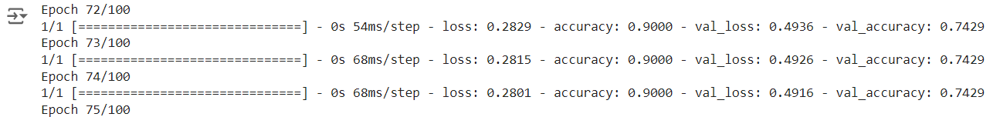 Epoch 72/100
1/1 [==============================] - 0s 54ms/step - loss: 0.2829 - accuracy: 0.9000 - val_loss: 0.4936 - val_accuracy: 0.7429
Epoch 73/100
1/1 [==============================] - 0s 68ms/step - loss: 0.2815 - accuracy: 0.9000 - val_loss: 0.4926 - val_accuracy: 0.7429
Epoch 74/100
1/1 [==============================] - 0s 68ms/step - loss: 0.2801 - accuracy: 0.9000 - val_loss: 0.4916 - val_accuracy: 0.7429
Epoch 75/100